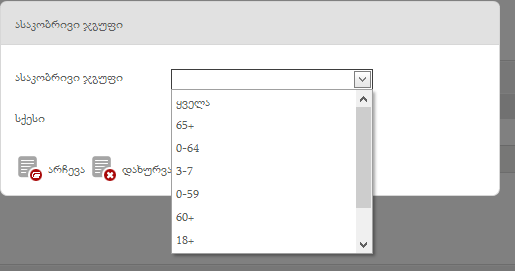 ასაკობრივი ჯგუფი
ასაკობრივი ჯგუფი
ყველა
65+
0-64
3-7
0-59
60+
18+
სქესი
არჩევა დახურვა